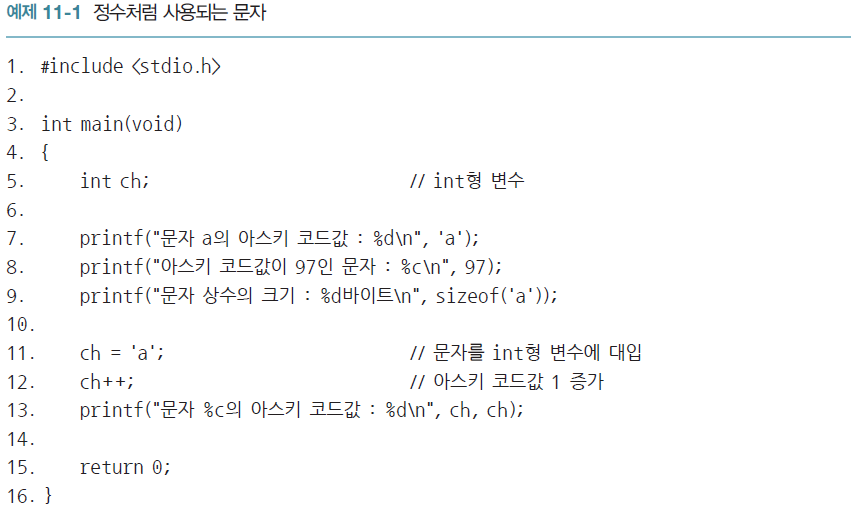 예제 11-1 정수처럼 사용되는 문자
1. #include <stdio.h>
2.
3. int main(void)
4. {
5. int ch; // int형 변수
6.
7. printf("문자 a의 아스키 코드값 : %d\n", 'a');
8. printf("아스키 코드값이 97인 문자 : %c\n", 97);
9. printf("문자 상수의 크기 : %d바이트\n", sizeof('a'));
10.
11. ch = 'a'; // 문자를 int형 변수에 대입
12. ch++; // 아스키 코드값 1 증가
13. printf("문자 %c의 아스키 코드값 : %d\n", ch, ch);
14.
15. return 0;
16. }